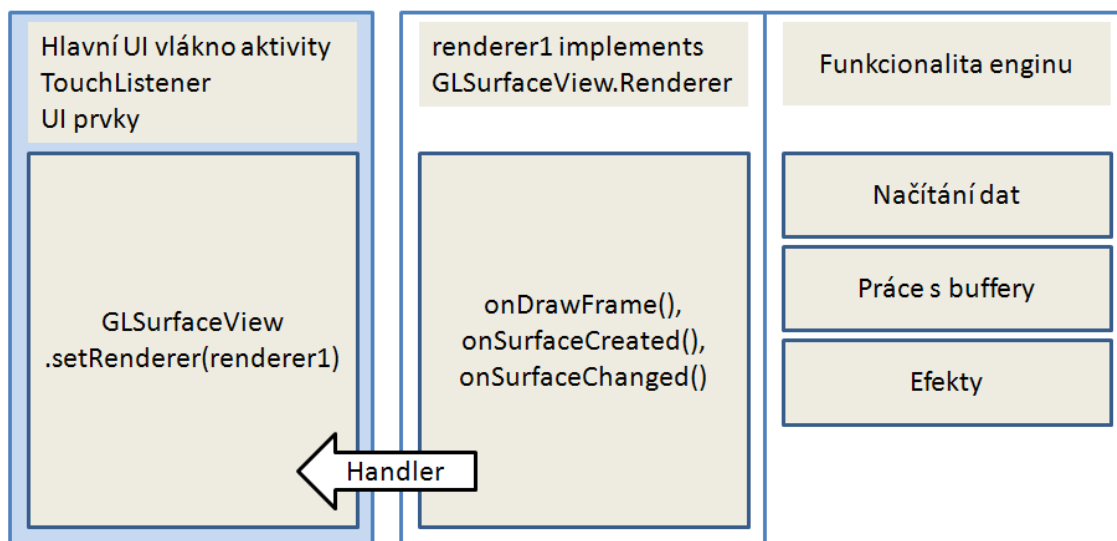 Hlavní UI vlákno aktivity
TouchListener
UI prvky
GLSurfaceView
.setRenderer(renderer1)
renderer1 implements
GLSurfaceView.Renderer
onDrawFrame(),
onSurfaceCreated(),
onSurfaceChanged()
Handler
Funkcionalita enginu
Načítání dat
Práce s buffery
Efekty